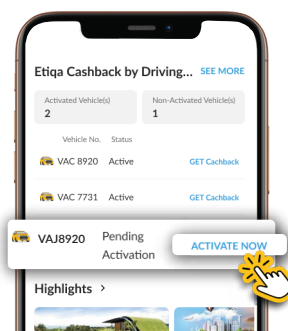 Etiqa Cashback by Driving... SEE MORE
Activated Vehicle(s) Non-Activated Vehicle(s)
2 1
Vehicle No. Status
VAC 8920 Active GET Cashback
VAC 7731 Active GET Cashback
VAJ8920 Pending Activation ACTIVATE NOW
Highlights >